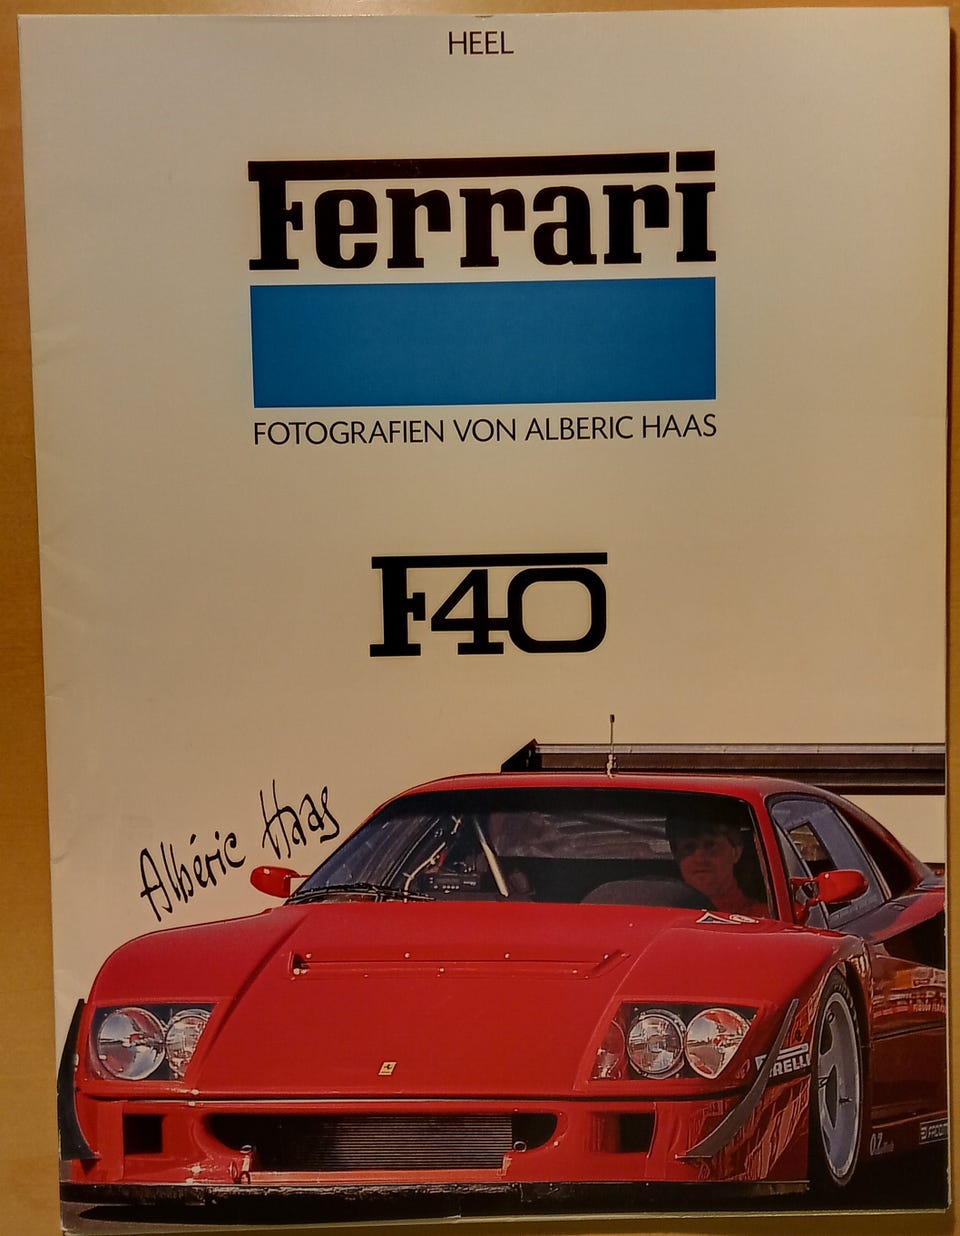 HEEL
Ferrari
FOTOGRAFIEN VON ALBERIC HAAS
F40
Albéric Haas
PIRELLI